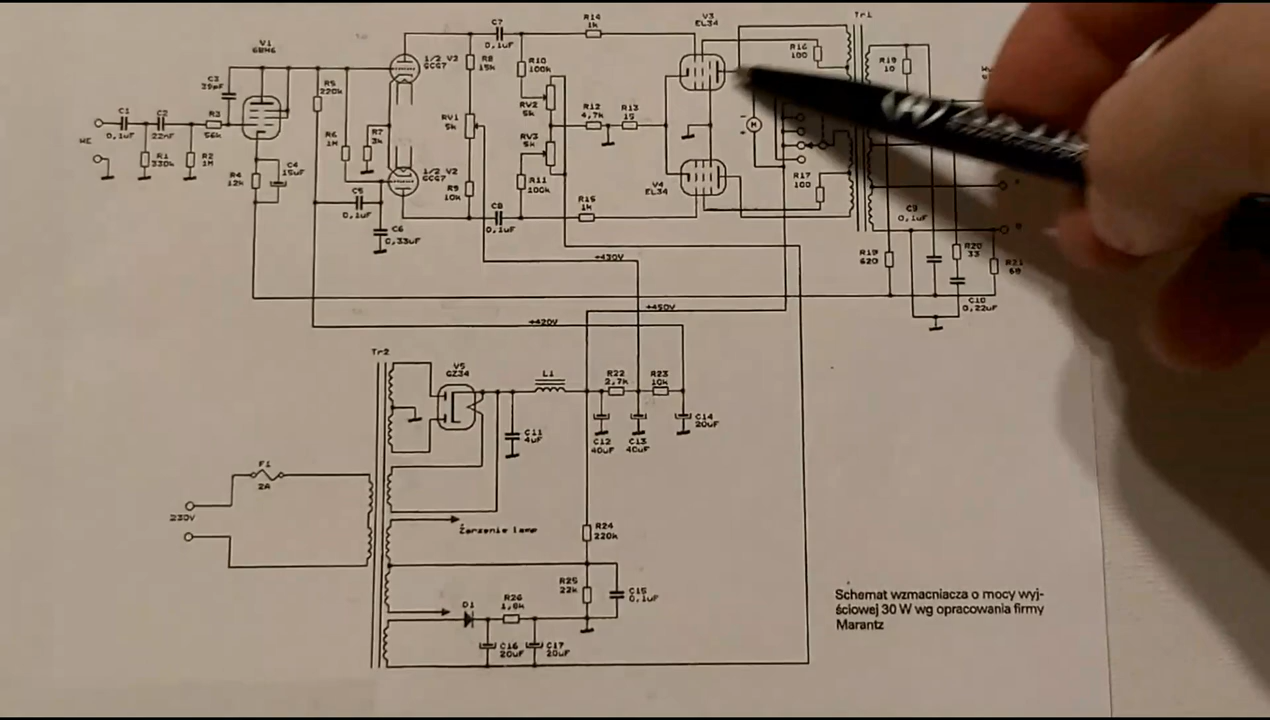 V1
6BH6
C1
0,1uF
C2
22nF
C3
39pF
R3
56k
WE
R1
330k
R2
1M
R4
12k
C4
15uF
R5
220k
R6
1M
R7
3k
1/2 V2
6CG7
1/2 V2
6CG7
C5
0,1uF
C6
0,33uF
R8
15k
RV1
5k
R9
10k
C7
0,1uF
C8
0,1uF
R10
100k
RV2
5k
RV3
5k
R11
100k
R14
1k
R12
4,7k
R13
15
R15
1k
V3
EL34
V4
EL34
M
R16
100
R17
100
Tr1
R18
10
C9
0,1uF
R19
620
R20
33
C10
0,22uF
R21
68
+430V
+450V
+420V
Tr2
V5
GZ34
L1
R22
2,7k
R23
10k
C11
4uF
C12
40uF
C13
40uF
C14
20uF
F1
2A
230V
Żarzenie lamp
R24
220k
R25
22k
C15
0,1uF
D1
R26
1,8k
C16
20uF
C17
20uF
Schemat wzmacniacza o mocy wyj-
ściowej 30 W wg opracowania firmy
Marantz